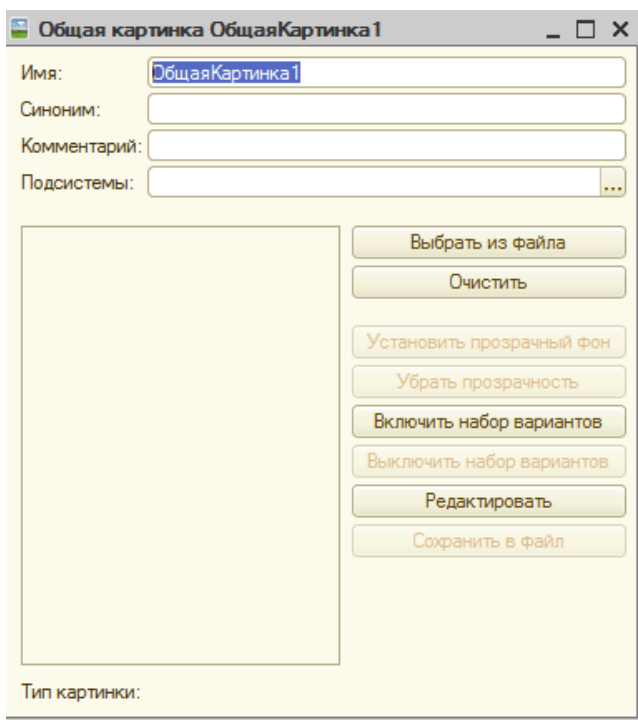 Общая картинка ОбщаяКартинка1
Имя: ОбщаяКартинка1
Синоним:
Комментарий:
Подсистемы: ...
Выбрать из файла
Очистить
Установить прозрачный фон
Убрать прозрачность
Включить набор вариантов
Выключить набор вариантов
Редактировать
Сохранить в файл
Тип картинки: